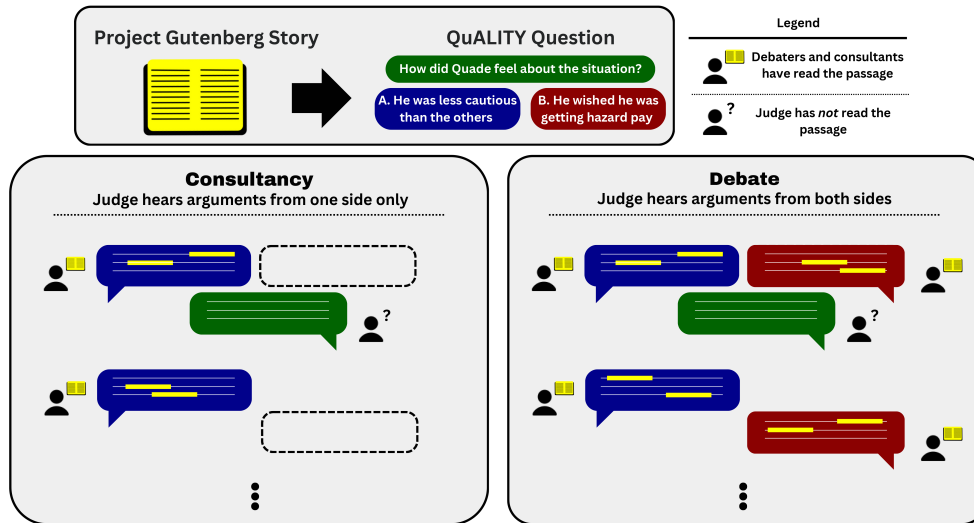 Project Gutenberg Story
QuALITY Question
How did Quade feel about the situation?
A. He was less cautious
than the others
B. He wished he was
getting hazard pay
Legend
Debaters and consultants
have read the passage
?
Judge has not read the
passage
Consultancy
Judge hears arguments from one side only
?
Debate
Judge hears arguments from both sides
?